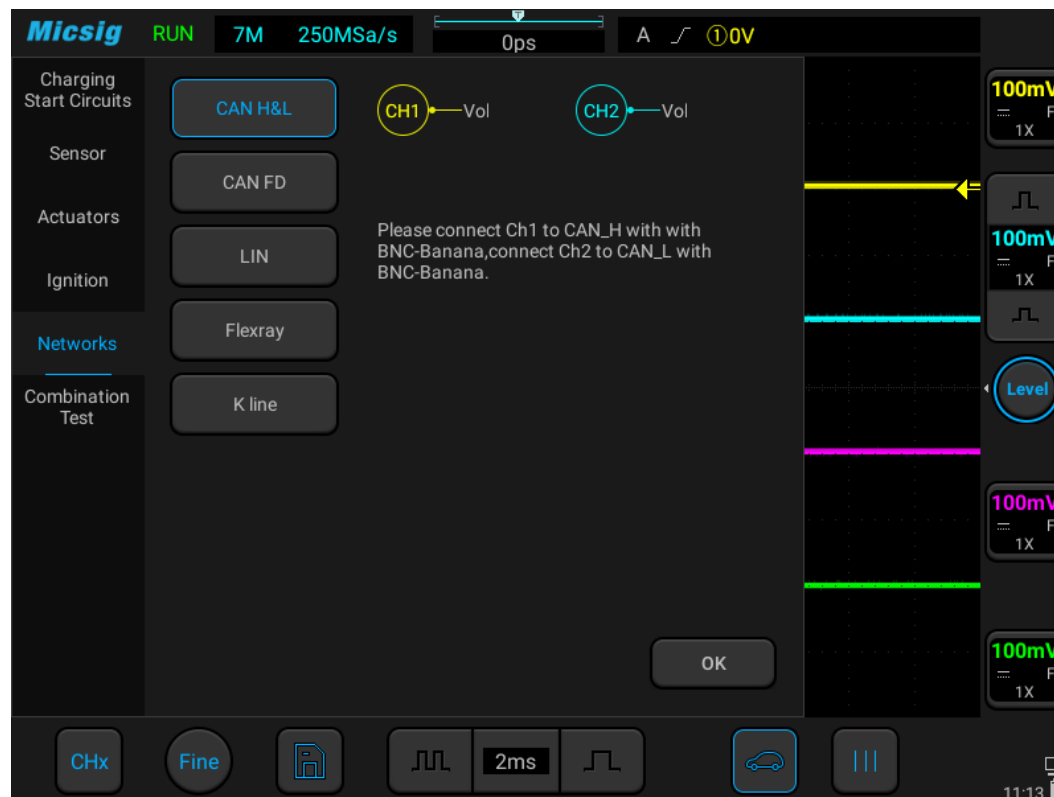 Micsig RUN 7M 250MSa/s T 0ps A ①0V
Charging
Start Circuits
Sensor
Actuators
Ignition
Networks
Combination
Test
CAN H&L
CAN FD
LIN
Flexray
K line
CH1 Vol CH2 Vol
Please connect Ch1 to CAN_H with with
BNC-Banana,connect Ch2 to CAN_L with
BNC-Banana.
OK
100mV
F
1X
100mV
F
1X
Level
100mV
F
1X
100mV
F
1X
CHx Fine 2ms
11:13